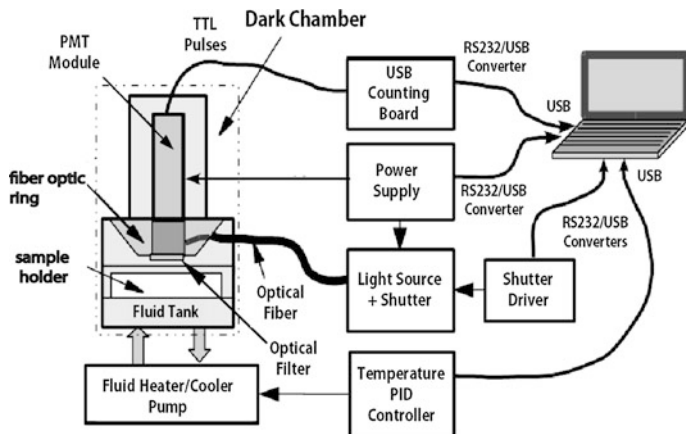 TTL
Pulses
Dark Chamber
PMT
Module
USB
Counting
Board
RS232/USB
Converter
USB
Power
Supply
RS232/USB
Converter
USB
fiber optic
ring
RS232/USB
Converters
sample
holder
Optical
Fiber
Light Source
+ Shutter
Shutter
Driver
Fluid Tank
Optical
Filter
Fluid Heater/Cooler
Pump
Temperature
PID
Controller